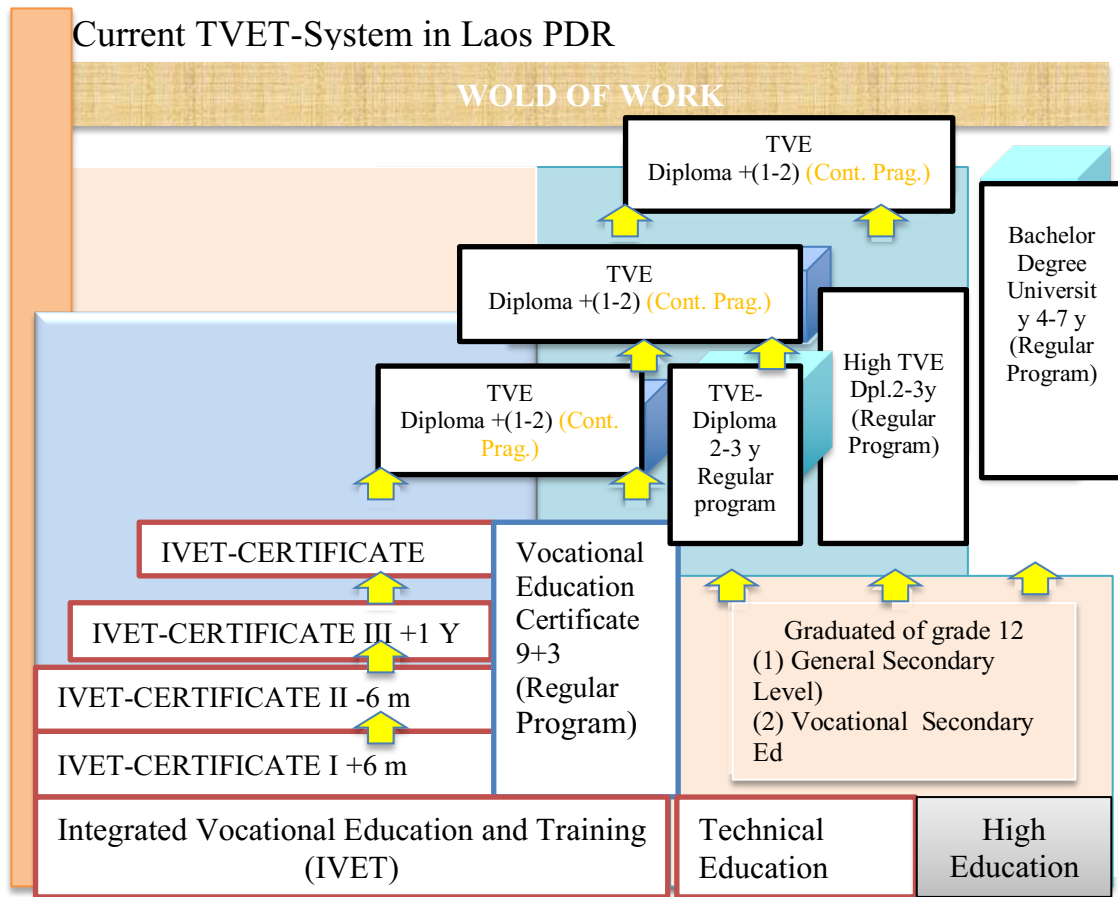 Current TVET-System in Laos PDR
WOLD OF WORK
TVE
Diploma +(1-2) (Cont. Prag.)
Bachelor
Degree
Universit
y 4-7 y
(Regular
Program)
TVE
Diploma +(1-2) (Cont. Prag.)
High TVE
Dpl.2-3y
(Regular
Program)
TVE
Diploma +(1-2) (Cont.
Prag.)
TVE-
Diploma
2-3 y
Regular
program
IVET-CERTIFICATE
IVET-CERTIFICATE III +1 Y
IVET-CERTIFICATE II -6 m
IVET-CERTIFICATE I +6 m
Vocational
Education
Certificate
9+3
(Regular
Program)
Graduated of grade 12
(1) General Secondary
Level)
(2) Vocational Secondary
Ed
Integrated Vocational Education and Training
(IVET)
Technical
Education
High
Education